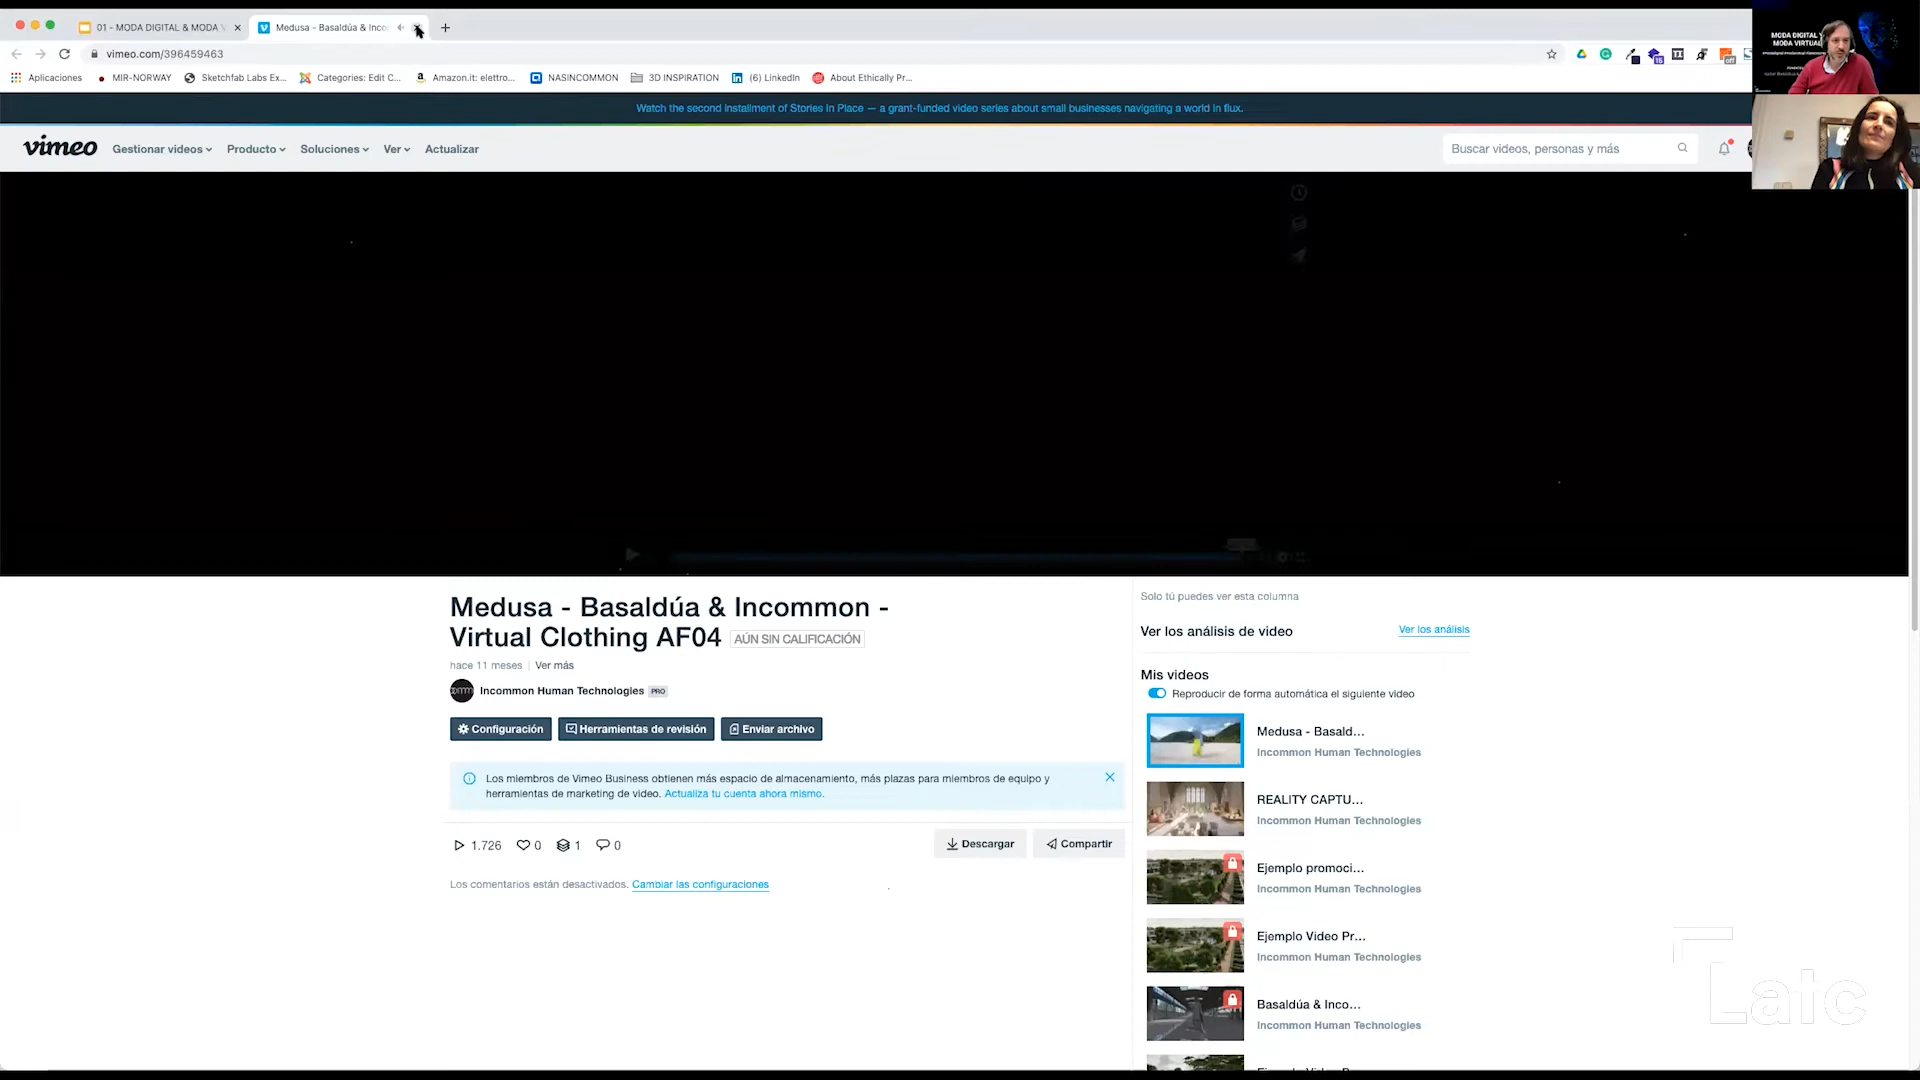 01 - MODA DIGITAL & MODA V
Medusa - Basaldúa & Inco
vimeo.com/396459463
Aplicaciones
MIR-NORWAY
Sketchfab Labs Ex...
Categories: Edit C...
Amazon.it: elettro...
NASINCOMMON
3D INSPIRATION
(6) LinkedIn
About Ethically Pr...
MODA DIGITAL Y
MODA VIRTUAL
Watch the second installment of Stories In Place — a grant-funded video series about small businesses navigating a world in flux.
vimeo
Gestionar videos
Producto
Soluciones
Ver
Actualizar
Buscar videos, personas y más
Medusa - Basaldúa & Incommon -
Virtual Clothing AF04 AÚN SIN CALIFICACIÓN
hace 11 meses | Ver más
Incommon Human Technologies PRO
Configuración
Herramientas de revisión
Enviar archivo
Los miembros de Vimeo Business obtienen más espacio de almacenamiento, más plazas para miembros de equipo y
herramientas de marketing de video. Actualiza tu cuenta ahora mismo.
1.726
0
1
0
Descargar
Compartir
Los comentarios están desactivados. Cambiar las configuraciones
Solo tú puedes ver esta columna
Ver los análisis de video
Ver los análisis
Mis videos
Reproducir de forma automática el siguiente video
Medusa - Basald...
Incommon Human Technologies
REALITY CAPTU...
Incommon Human Technologies
Ejemplo promoci...
Incommon Human Technologies
Ejemplo Video Pr...
Incommon Human Technologies
Basaldúa & Inco...
Incommon Human Technologies
Latc